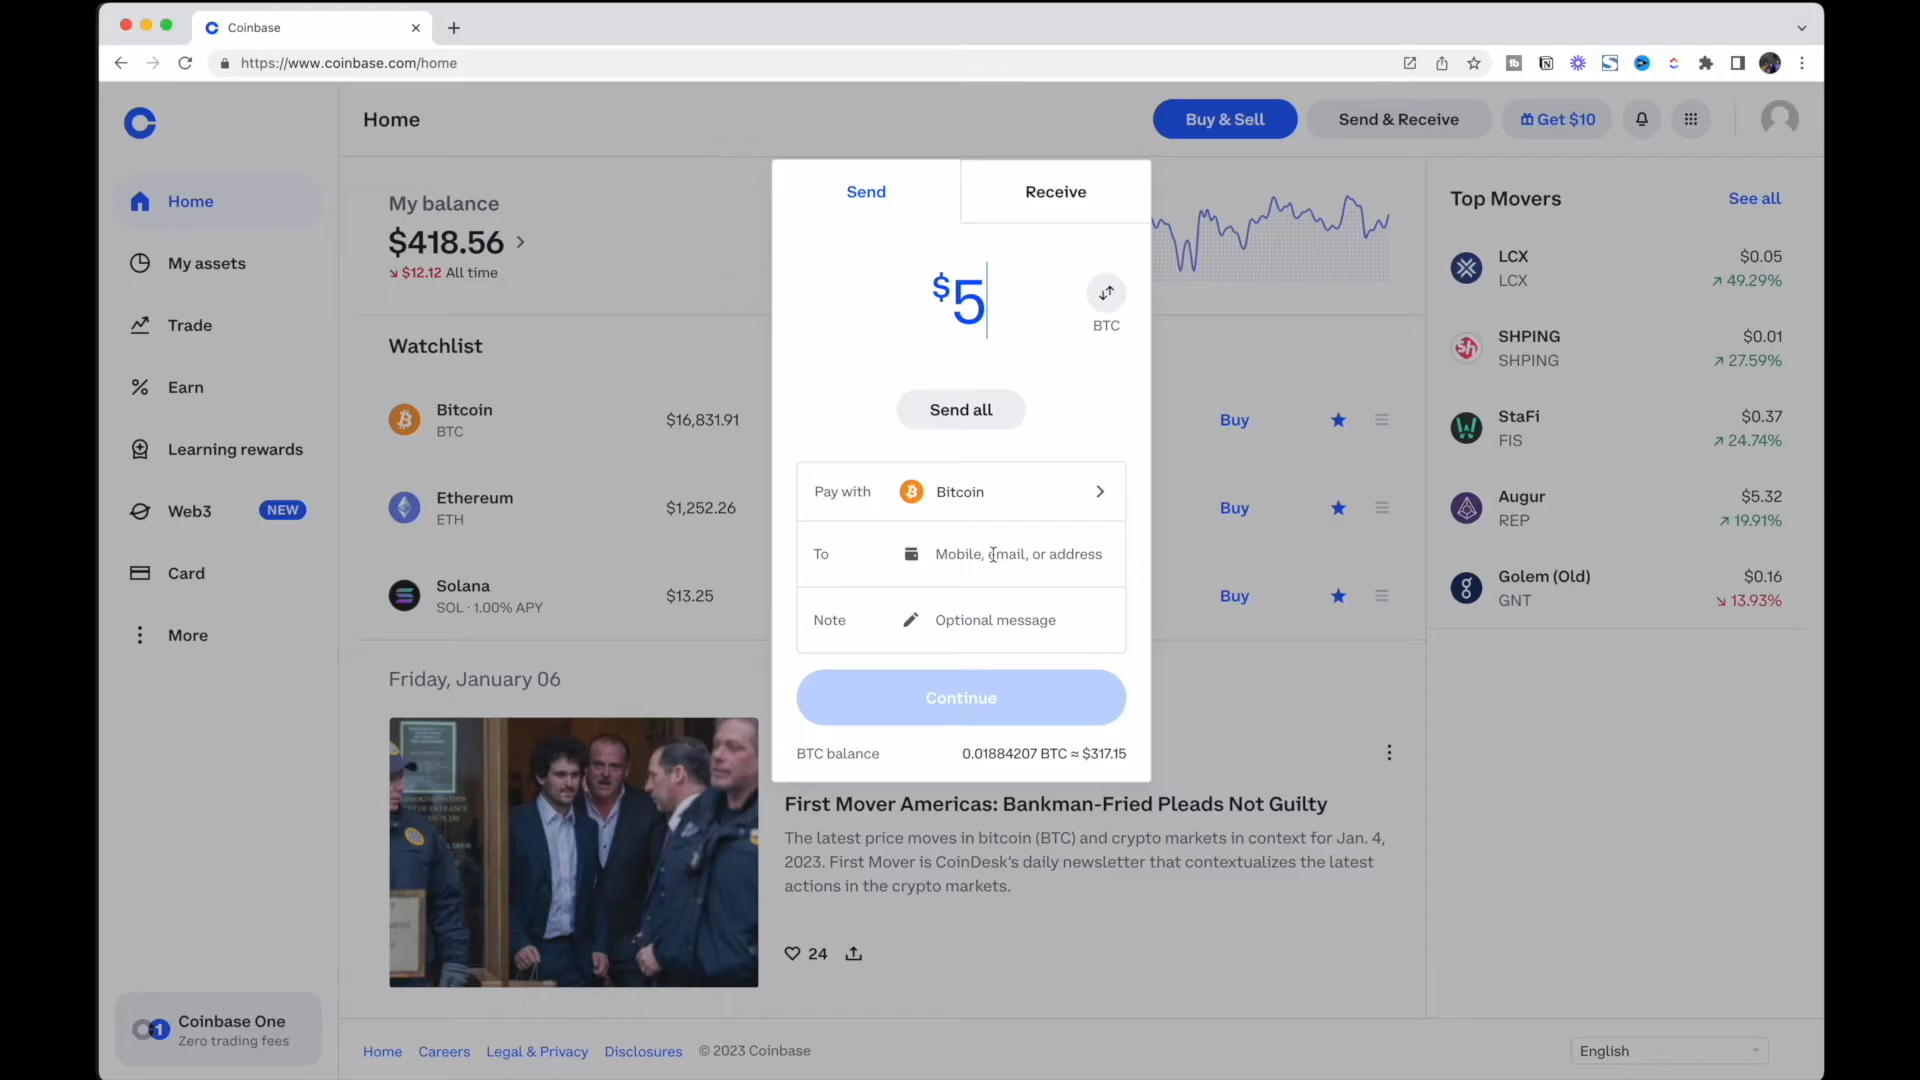 Coinbase
https://www.coinbase.com/home
Home
Buy & Sell
Send & Receive
Get $10
Home
My assets
Trade
Earn
Learning rewards
Web3 NEW
Card
More
Coinbase One
Zero trading fees
My balance
$418.56
↘ $12.12 All time
Watchlist
Bitcoin
BTC
$16,831.91
Buy
Ethereum
ETH
$1,252.26
Buy
Solana
SOL · 1.00% APY
$13.25
Buy
Send
Receive
$5
BTC
Send all
Pay with Bitcoin
To Mobile, email, or address
Note Optional message
Continue
BTC balance 0.01884207 BTC ≈ $317.15
Top Movers See all
LCX $0.05
LCX ↗ 49.29%
SHPING $0.01
SHPING ↗ 27.59%
StaFi $0.37
FIS ↗ 24.74%
Augur $5.32
REP ↗ 19.91%
Golem (Old) $0.16
GNT ↘ 13.93%
Friday, January 06
First Mover Americas: Bankman-Fried Pleads Not Guilty
The latest price moves in bitcoin (BTC) and crypto markets in context for Jan. 4,
2023. First Mover is CoinDesk's daily newsletter that contextualizes the latest
actions in the crypto markets.
24
Home Careers Legal & Privacy Disclosures © 2023 Coinbase
English